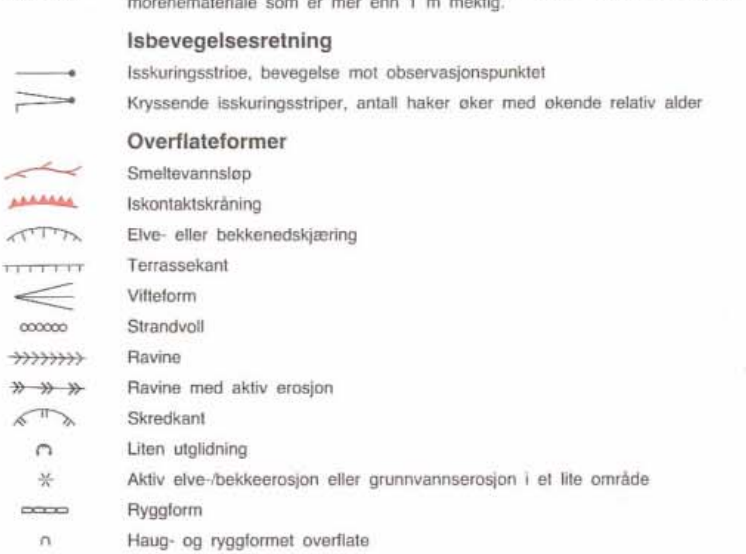 morenemateriale som er mer enn 1 m mektig.
Isbevegelsesretning
Isskuringsstripe, bevegelse mot observasjonspunktet
Kryssende isskuringsstriper, antall haker øker med økende relativ alder
Overflateformer
Smeltevannsløp
Iskontaktskråning
Elve- eller bekkenedskjæring
Terrassekant
Vifteform
Strandvoll
Ravine
Ravine med aktiv erosjon
Skredkant
Liten utglidning
Aktiv elve-/bekkeerosjon eller grunnvannserosjon i et lite område
Ryggform
Haug- og ryggformet overflate